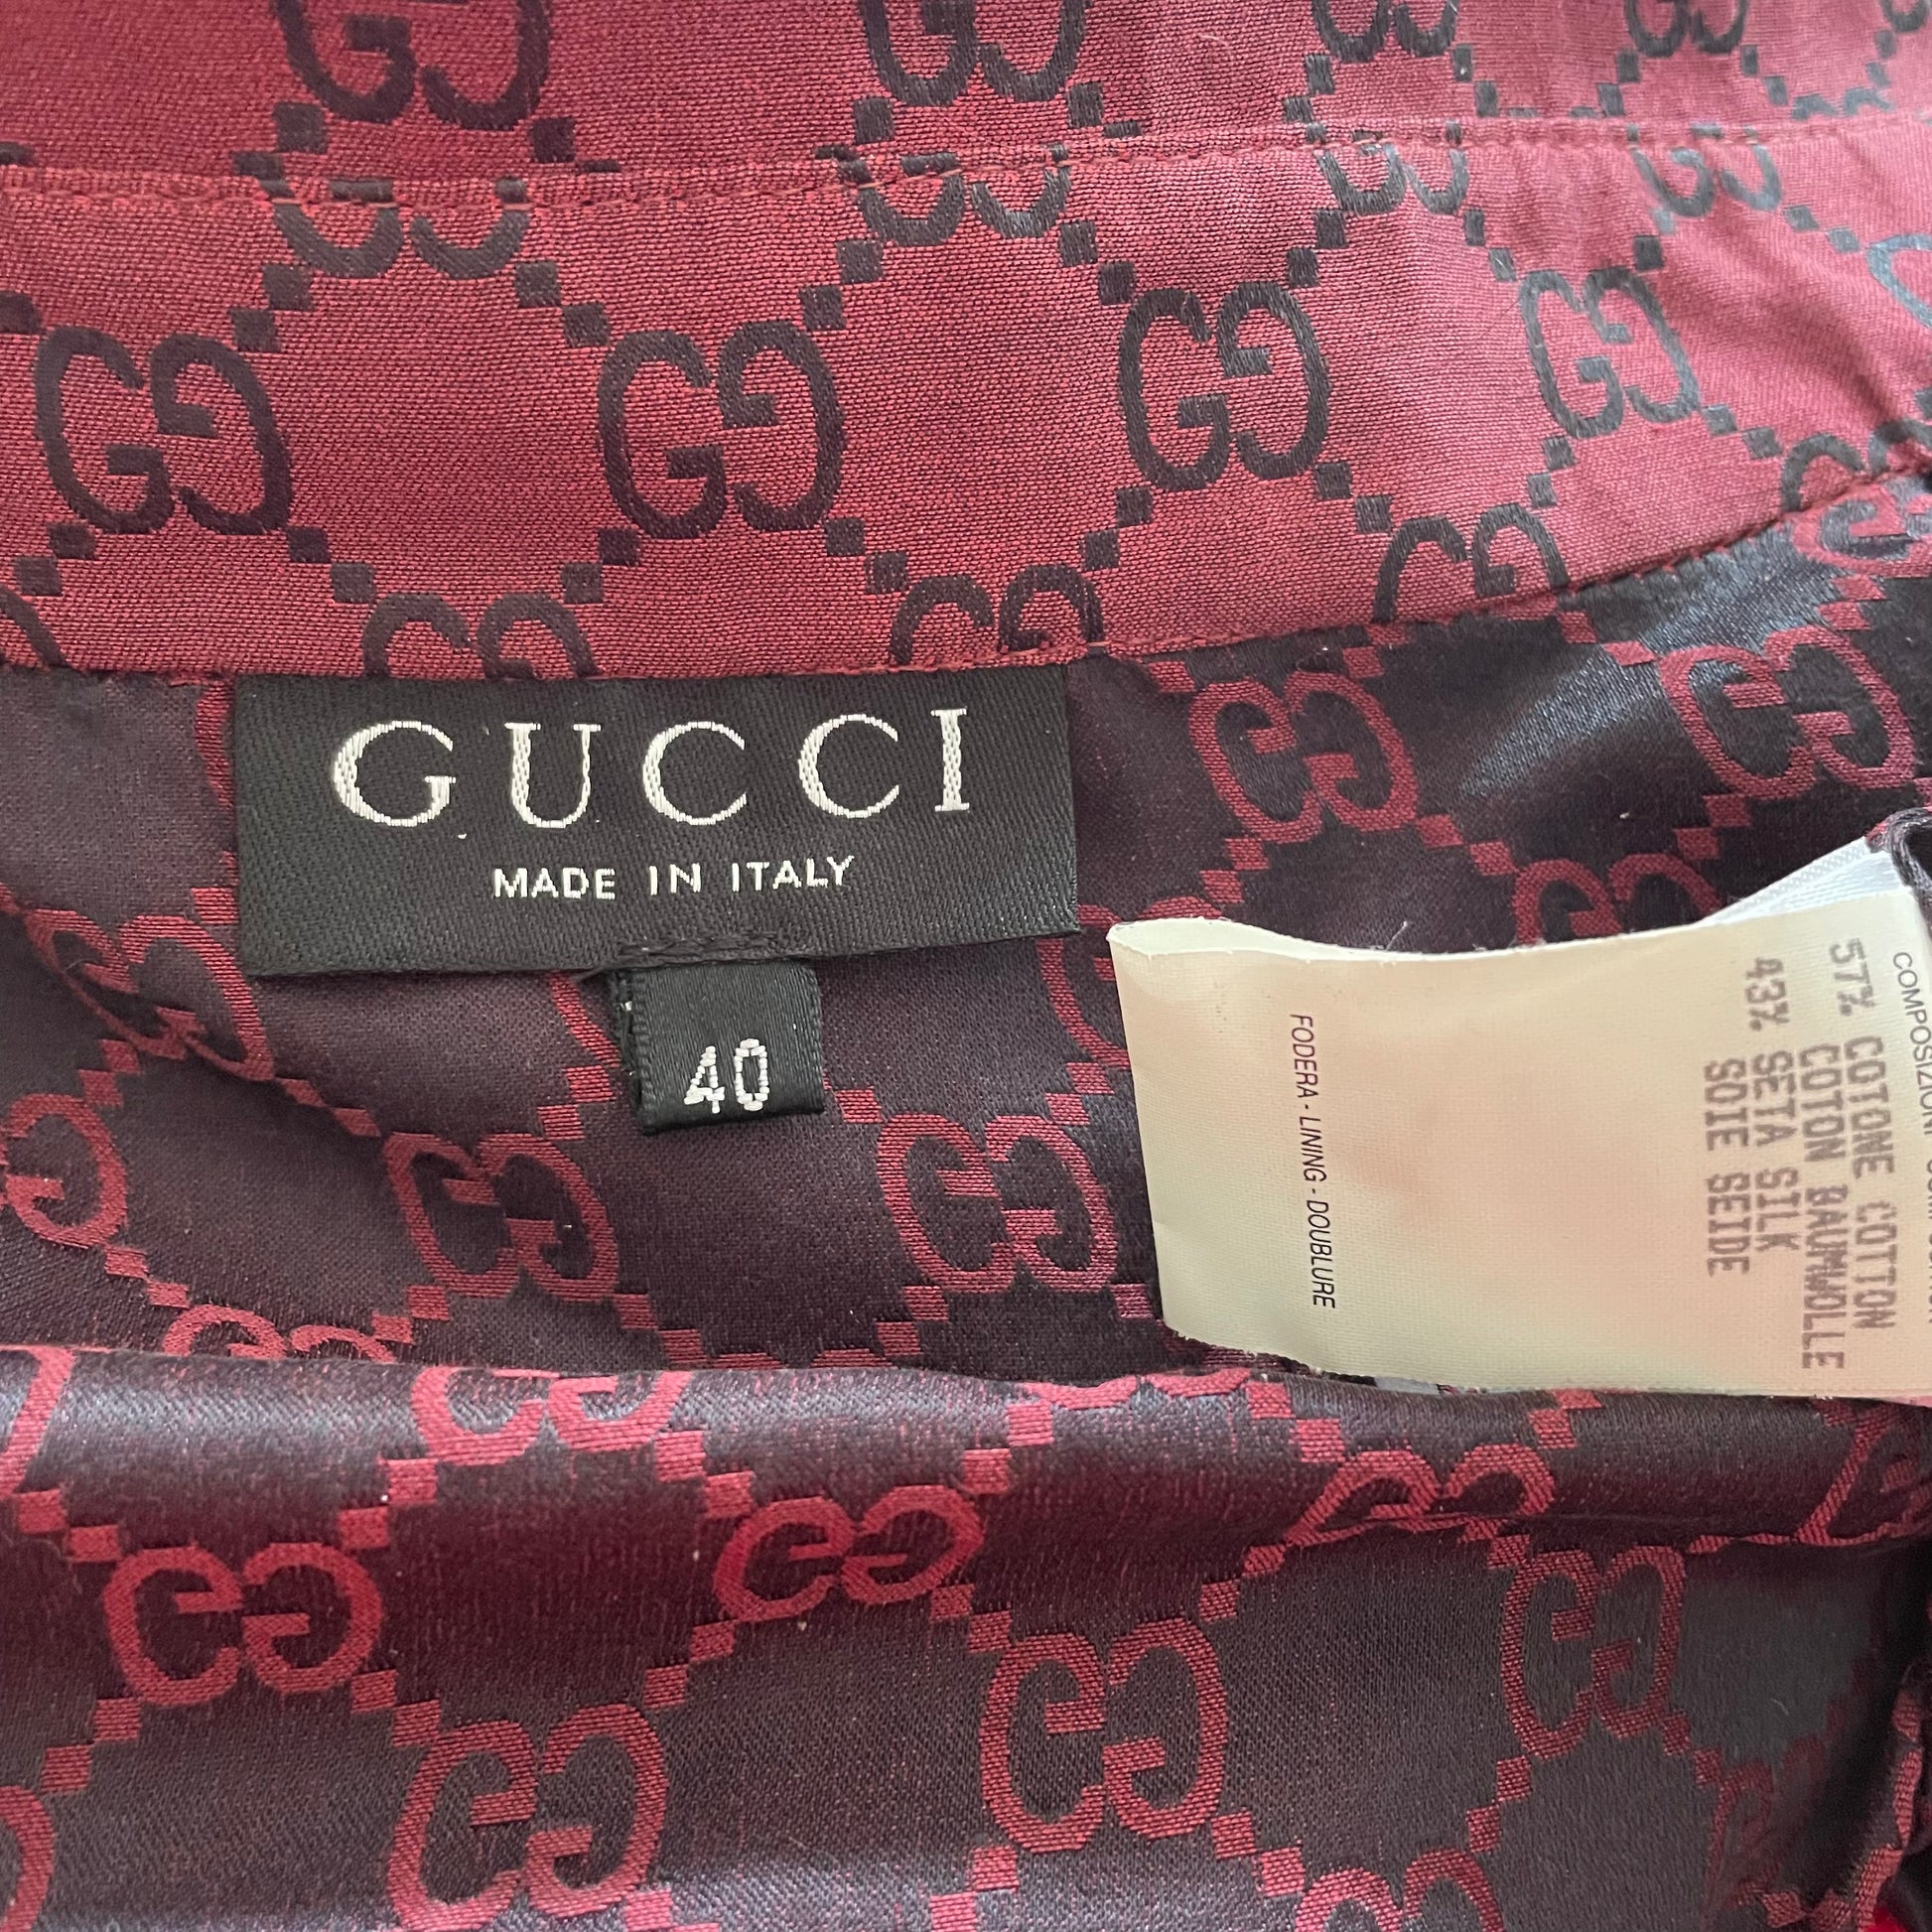 GUCCI
MADE IN ITALY
40
57% COTONE COTTON
COTON BAUMWOLLE
43% SETA SILK
SOIE SEIDE
FODERA - LINING - DOUBLURE